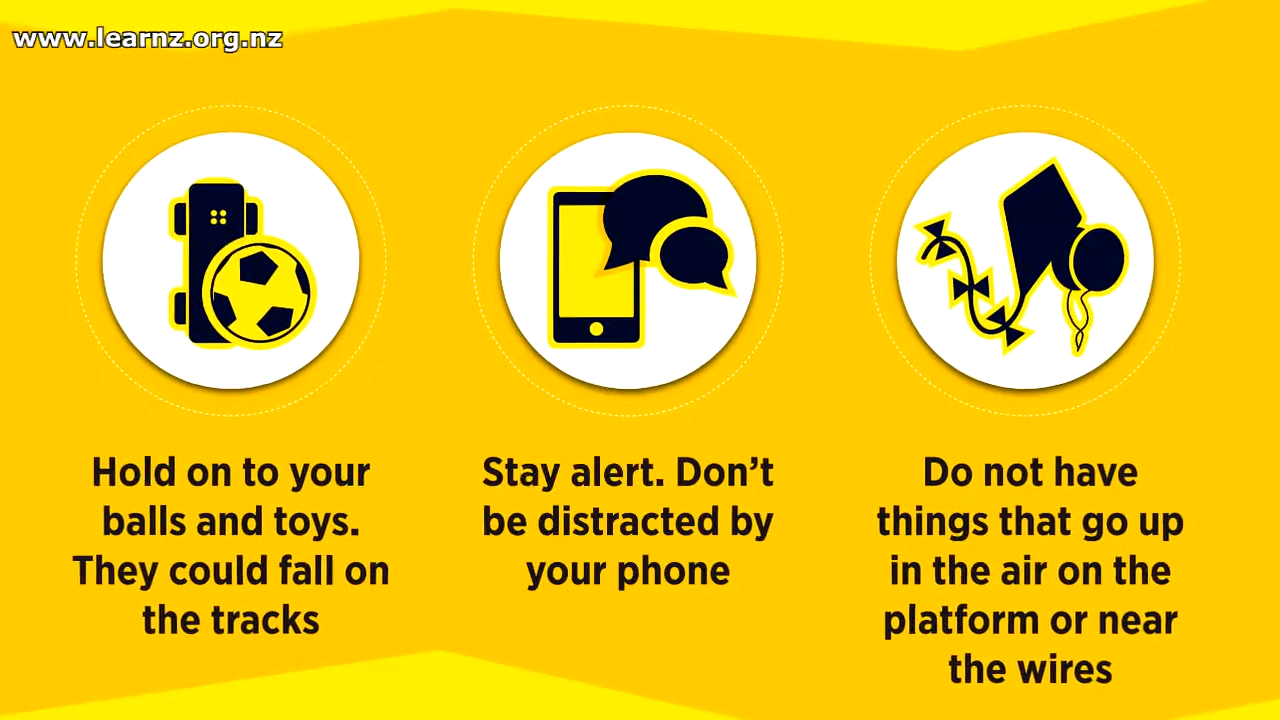 www.learnz.org.nz
Hold on to your
balls and toys.
They could fall on
the tracks
Stay alert. Don’t
be distracted by
your phone
Do not have
things that go up
in the air on the
platform or near
the wires